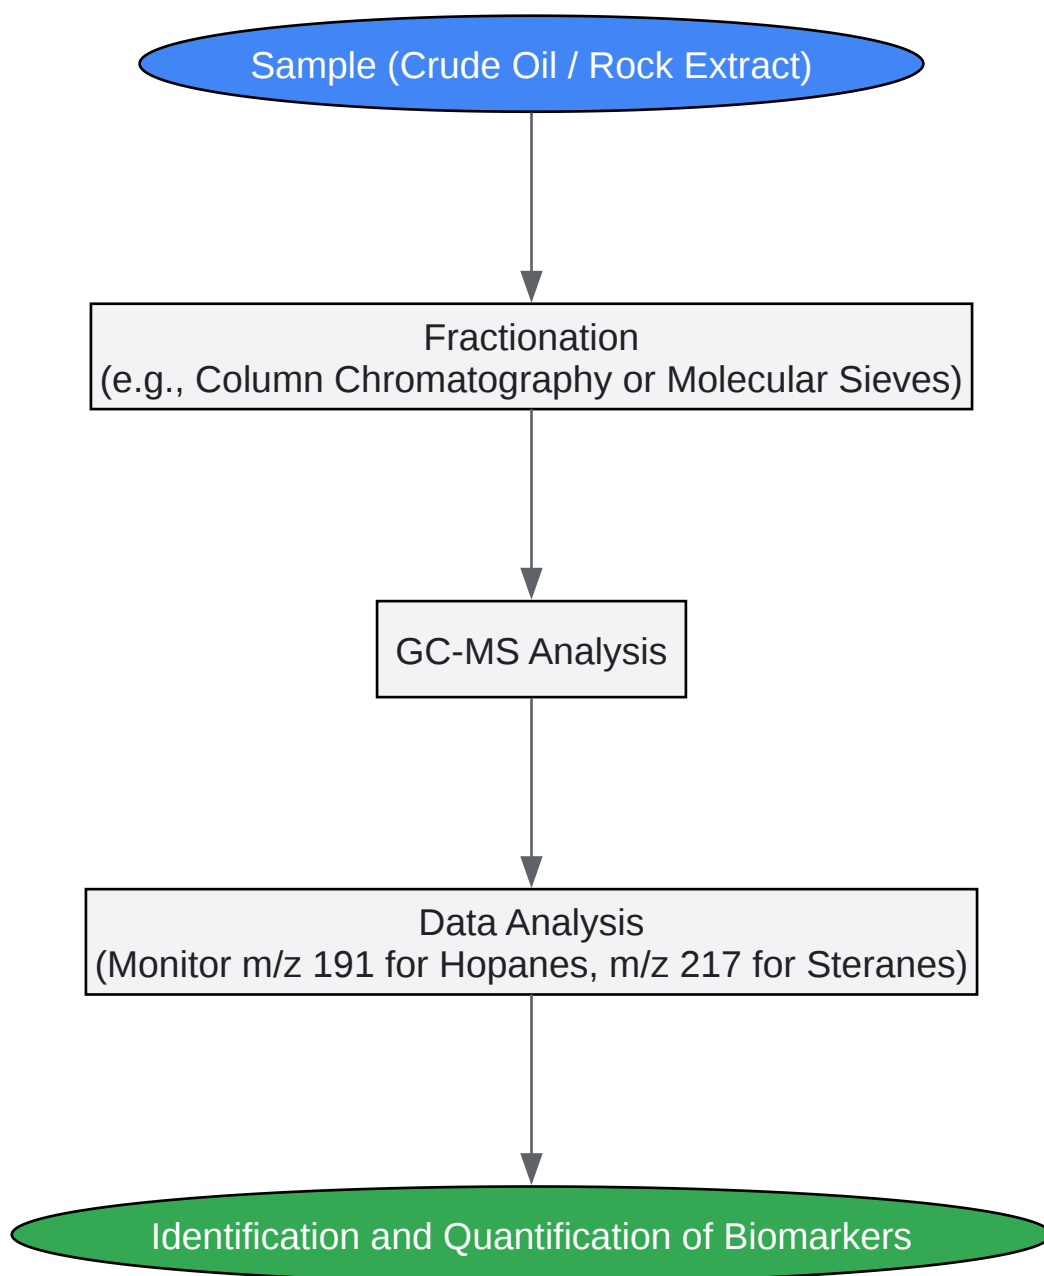 Sample (Crude Oil / Rock Extract)
Fractionation
(e.g., Column Chromatography or Molecular Sieves)
GC-MS Analysis
Data Analysis
(Monitor m/z 191 for Hopanes, m/z 217 for Steranes)
Identification and Quantification of Biomarkers